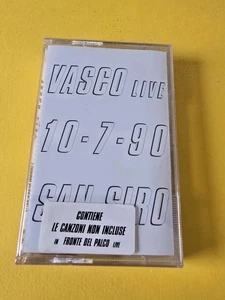 VASCO LIVE
10-7-90
SAN SIRO
CONTIENE
LE CANZONI NON INCLUSE
IN FRONTE DEL PALCO LIVE